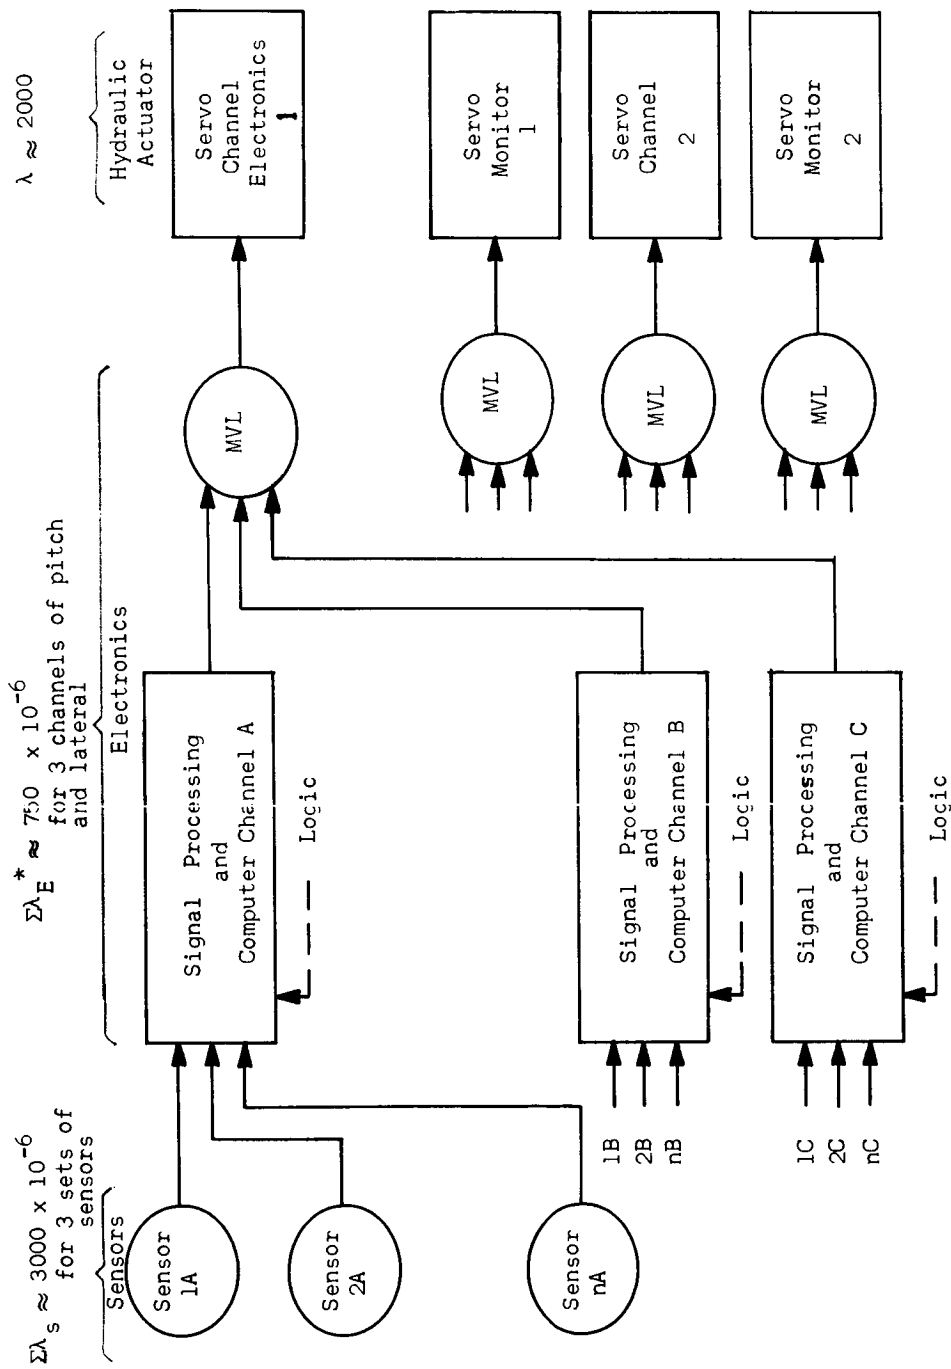 Σλs ≈ 3000 x 10⁻⁶
for 3 sets of
sensors
Sensors
ΣλE* ≈ 750 x 10⁻⁶
for 3 channels of pitch
and lateral
Electronics
λ ≈ 2000
Hydraulic
Actuator
Sensor
1A
Sensor
2A
Sensor
nA
Signal Processing
and
Computer Channel A
Logic
MVL
Servo
Channel
Electronics
1
1B
2B
nB
Signal Processing
and
Computer Channel B
Logic
1C
2C
nC
Signal Processing
and
Computer Channel C
Logic
MVL
Servo
Monitor
1
MVL
Servo
Channel
2
MVL
Servo
Monitor
2